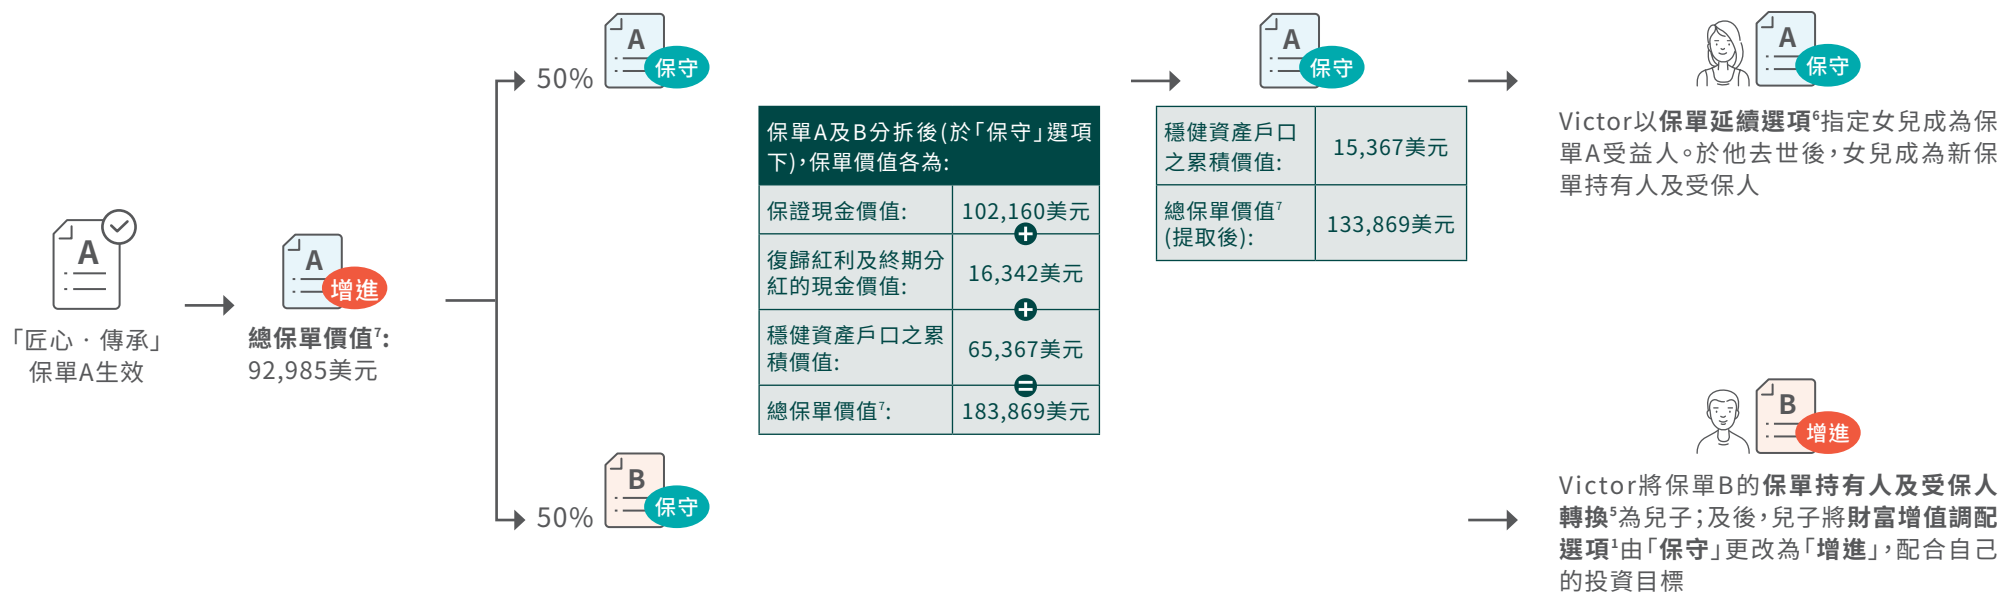 A
「匠心．傳承」
保單A生效
A
增進
總保單價值⁷:
92,985美元
50%
A
保守
50%
B
保守
保單A及B分拆後(於「保守」選項
下)，保單價值各為:
保證現金價值:
102,160美元
+
復歸紅利及終期分
紅的現金價值:
16,342美元
+
穩健資產戶口之累
積價值:
65,367美元
=
總保單價值⁷:
183,869美元
A
保守
穩健資產戶口
之累積價值:
15,367美元
總保單價值⁷
(提取後):
133,869美元
A
保守
Victor以保單延續選項⁶指定女兒成為保
單A受益人。於他去世後，女兒成為新保
單持有人及受保人
B
增進
Victor將保單B的保單持有人及受保人
轉換⁵為兒子；及後，兒子將財富增值調配
選項¹由「保守」更改為「增進」，配合自己
的投資目標